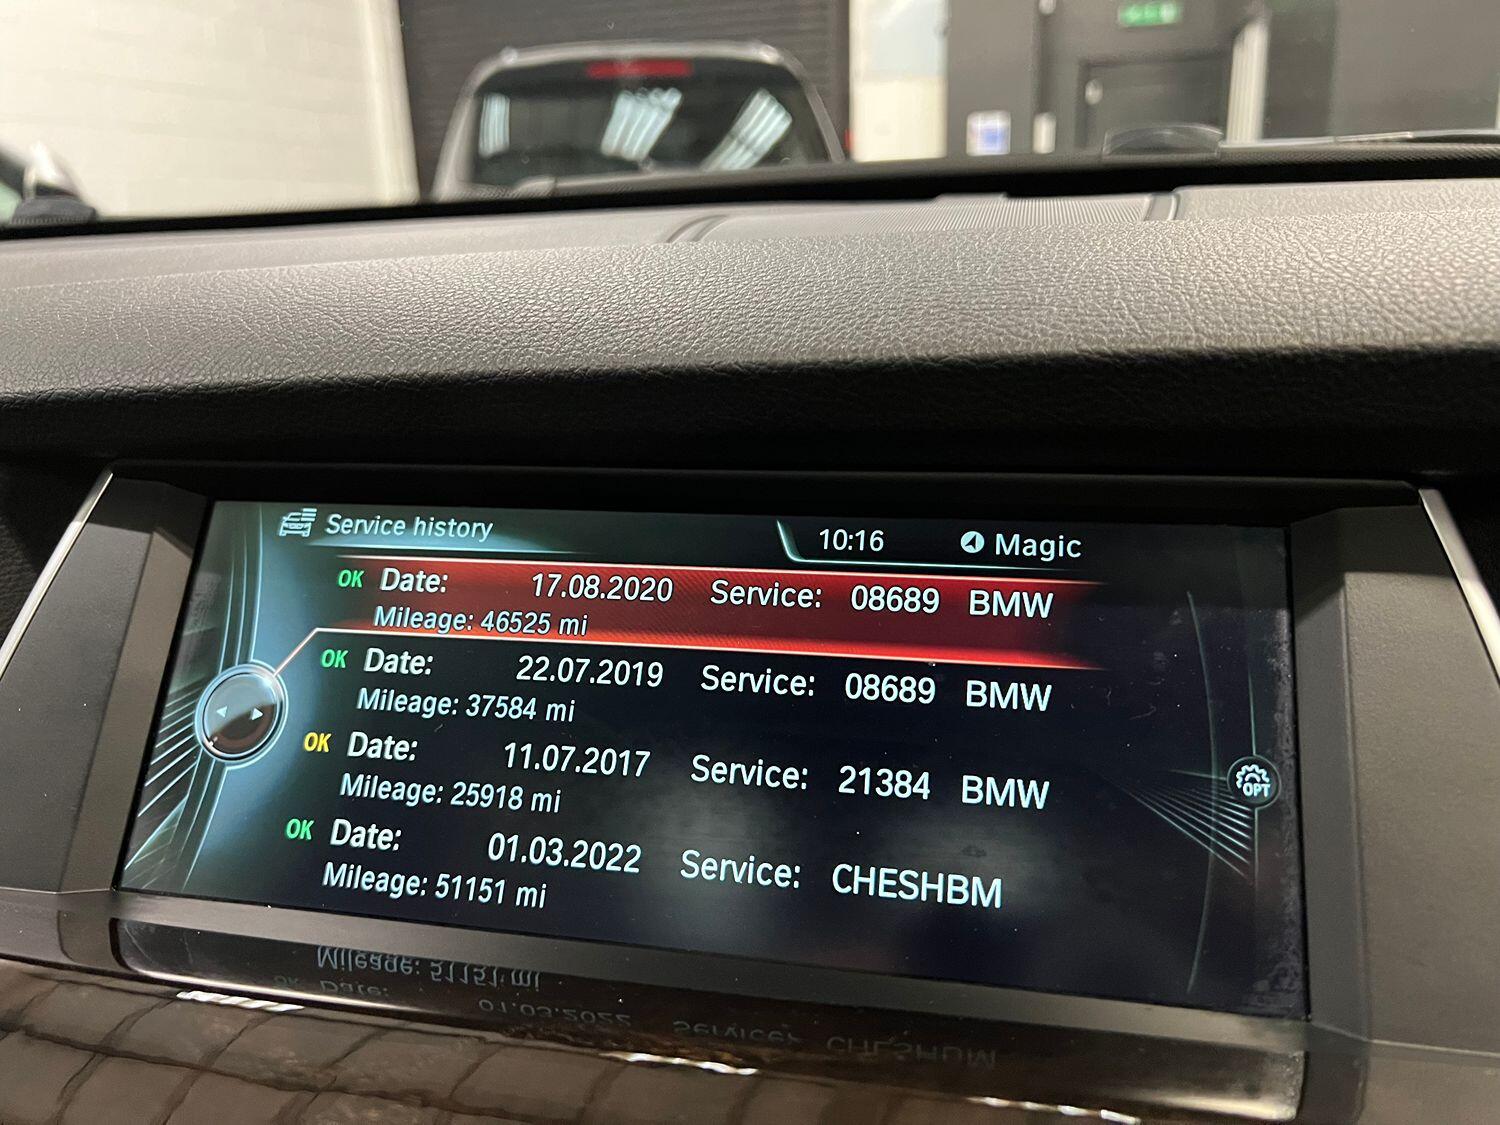 Service history 10:16 Magic
OK Date: 17.08.2020 Service: 08689 BMW
Mileage: 46525 mi
OK Date: 22.07.2019 Service: 08689 BMW
Mileage: 37584 mi
OK Date: 11.07.2017 Service: 21384 BMW
Mileage: 25918 mi
OK Date: 01.03.2022 Service: CHESHBM
Mileage: 51151 mi
OPT